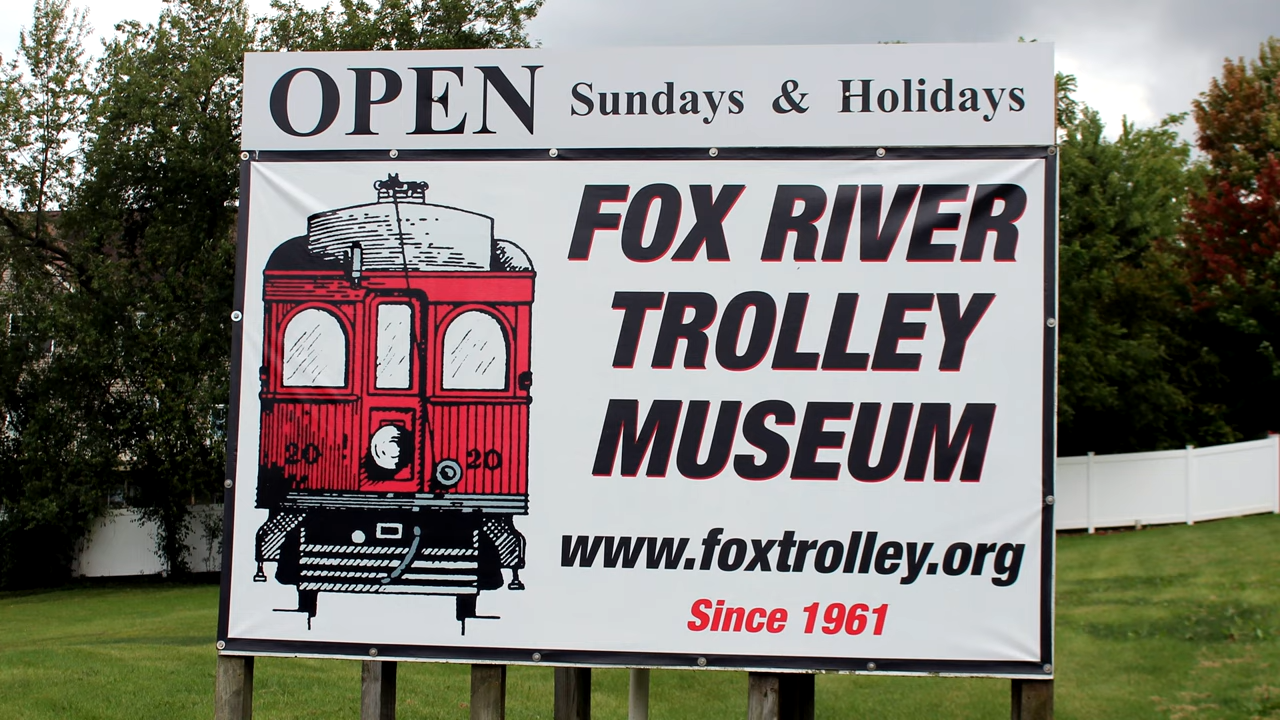 OPEN Sundays & Holidays
FOX RIVER
TROLLEY
MUSEUM
20 20
www.foxtrolley.org
Since 1961